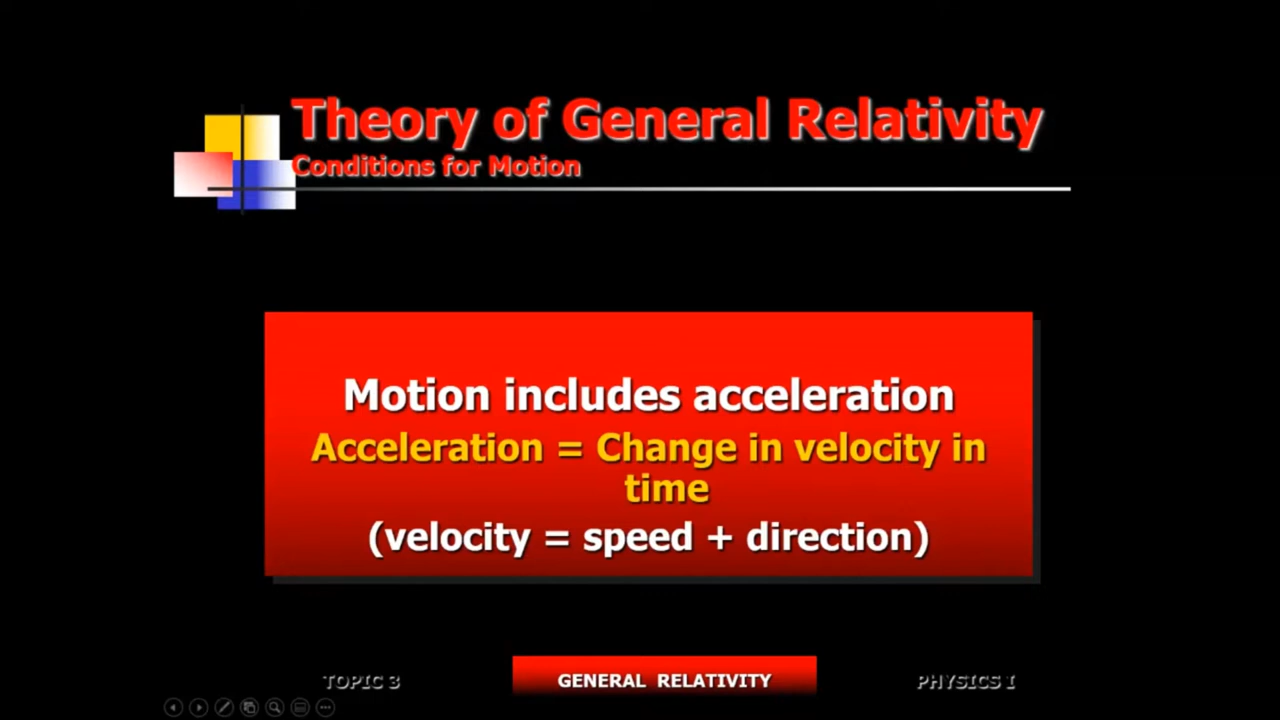 Theory of General Relativity
Conditions for Motion
Motion includes acceleration
Acceleration = Change in velocity in
time
(velocity = speed + direction)
TOPIC 3
GENERAL RELATIVITY
PHYSICS I